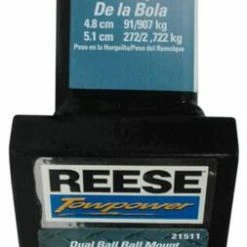 De la Bola
4.8 cm 91/907 kg
5.1 cm 272/2,722 kg
Peso en la Horquilla/Peso del Remolque
REESE
Towpower
21511
Dual Ball Ball Mount